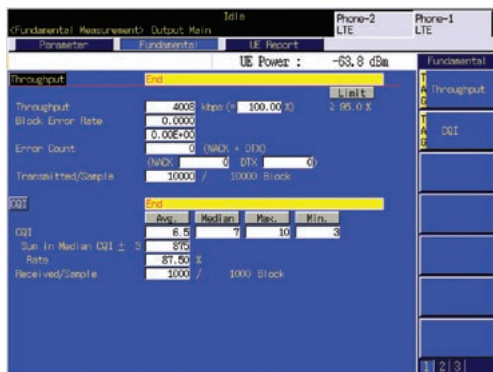 Idle
<Fundamental Measurement> Output Main
Phone-2
LTE
Phone-1
LTE
Parameter Fundamental UE Report
UE Power : -63.8 dBm
Fundamental
Throughput End
Limit
Throughput 4008 kbps (= 100.00 %) ≥ 95.0 %
Block Error Rate 0.0000
0.00E+00
Error Count 0 (NACK + DTX)
(NACK 0 DTX 0)
Transmitted/Sample 10000 / 10000 Block
CQI End
Avg. Median Max. Min.
CQI 6.5 7 10 3
Sum in Median CQI ± 3 875
Rate 87.50 %
Received/Sample 1000 / 1000 Block
TAG Throughput
TAG CQI
1 2 3